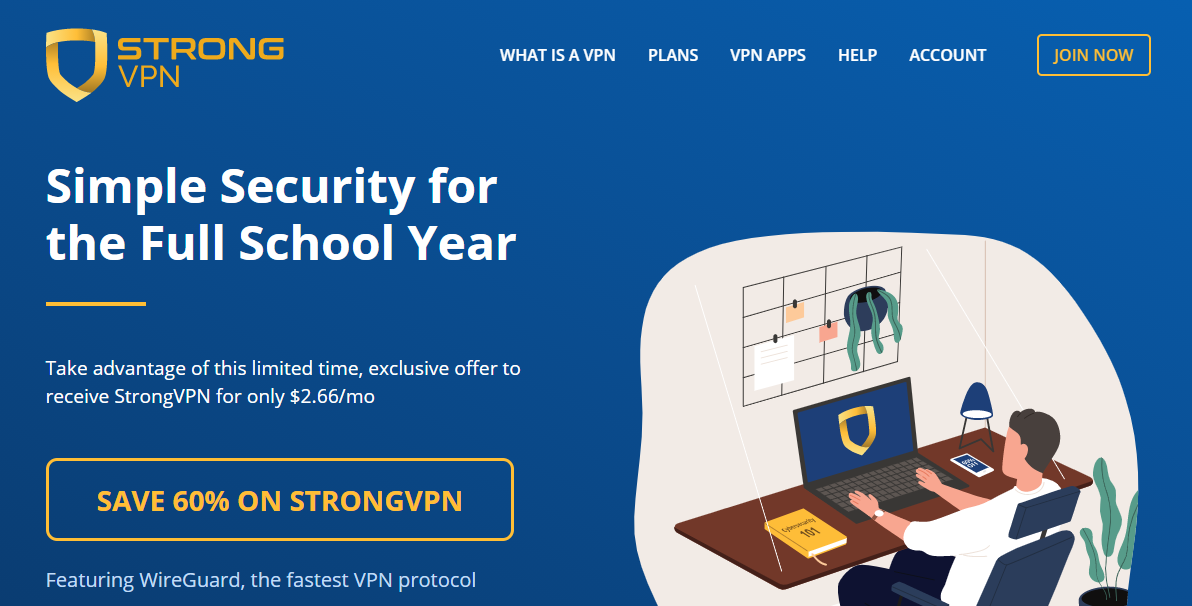 STRONG
VPN
WHAT IS A VPN
PLANS
VPN APPS
HELP
ACCOUNT
JOIN NOW
Simple Security for
the Full School Year
Take advantage of this limited time, exclusive offer to
receive StrongVPN for only $2.66/mo
SAVE 60% ON STRONGVPN
Featuring WireGuard, the fastest VPN protocol
Cybersecurity
101